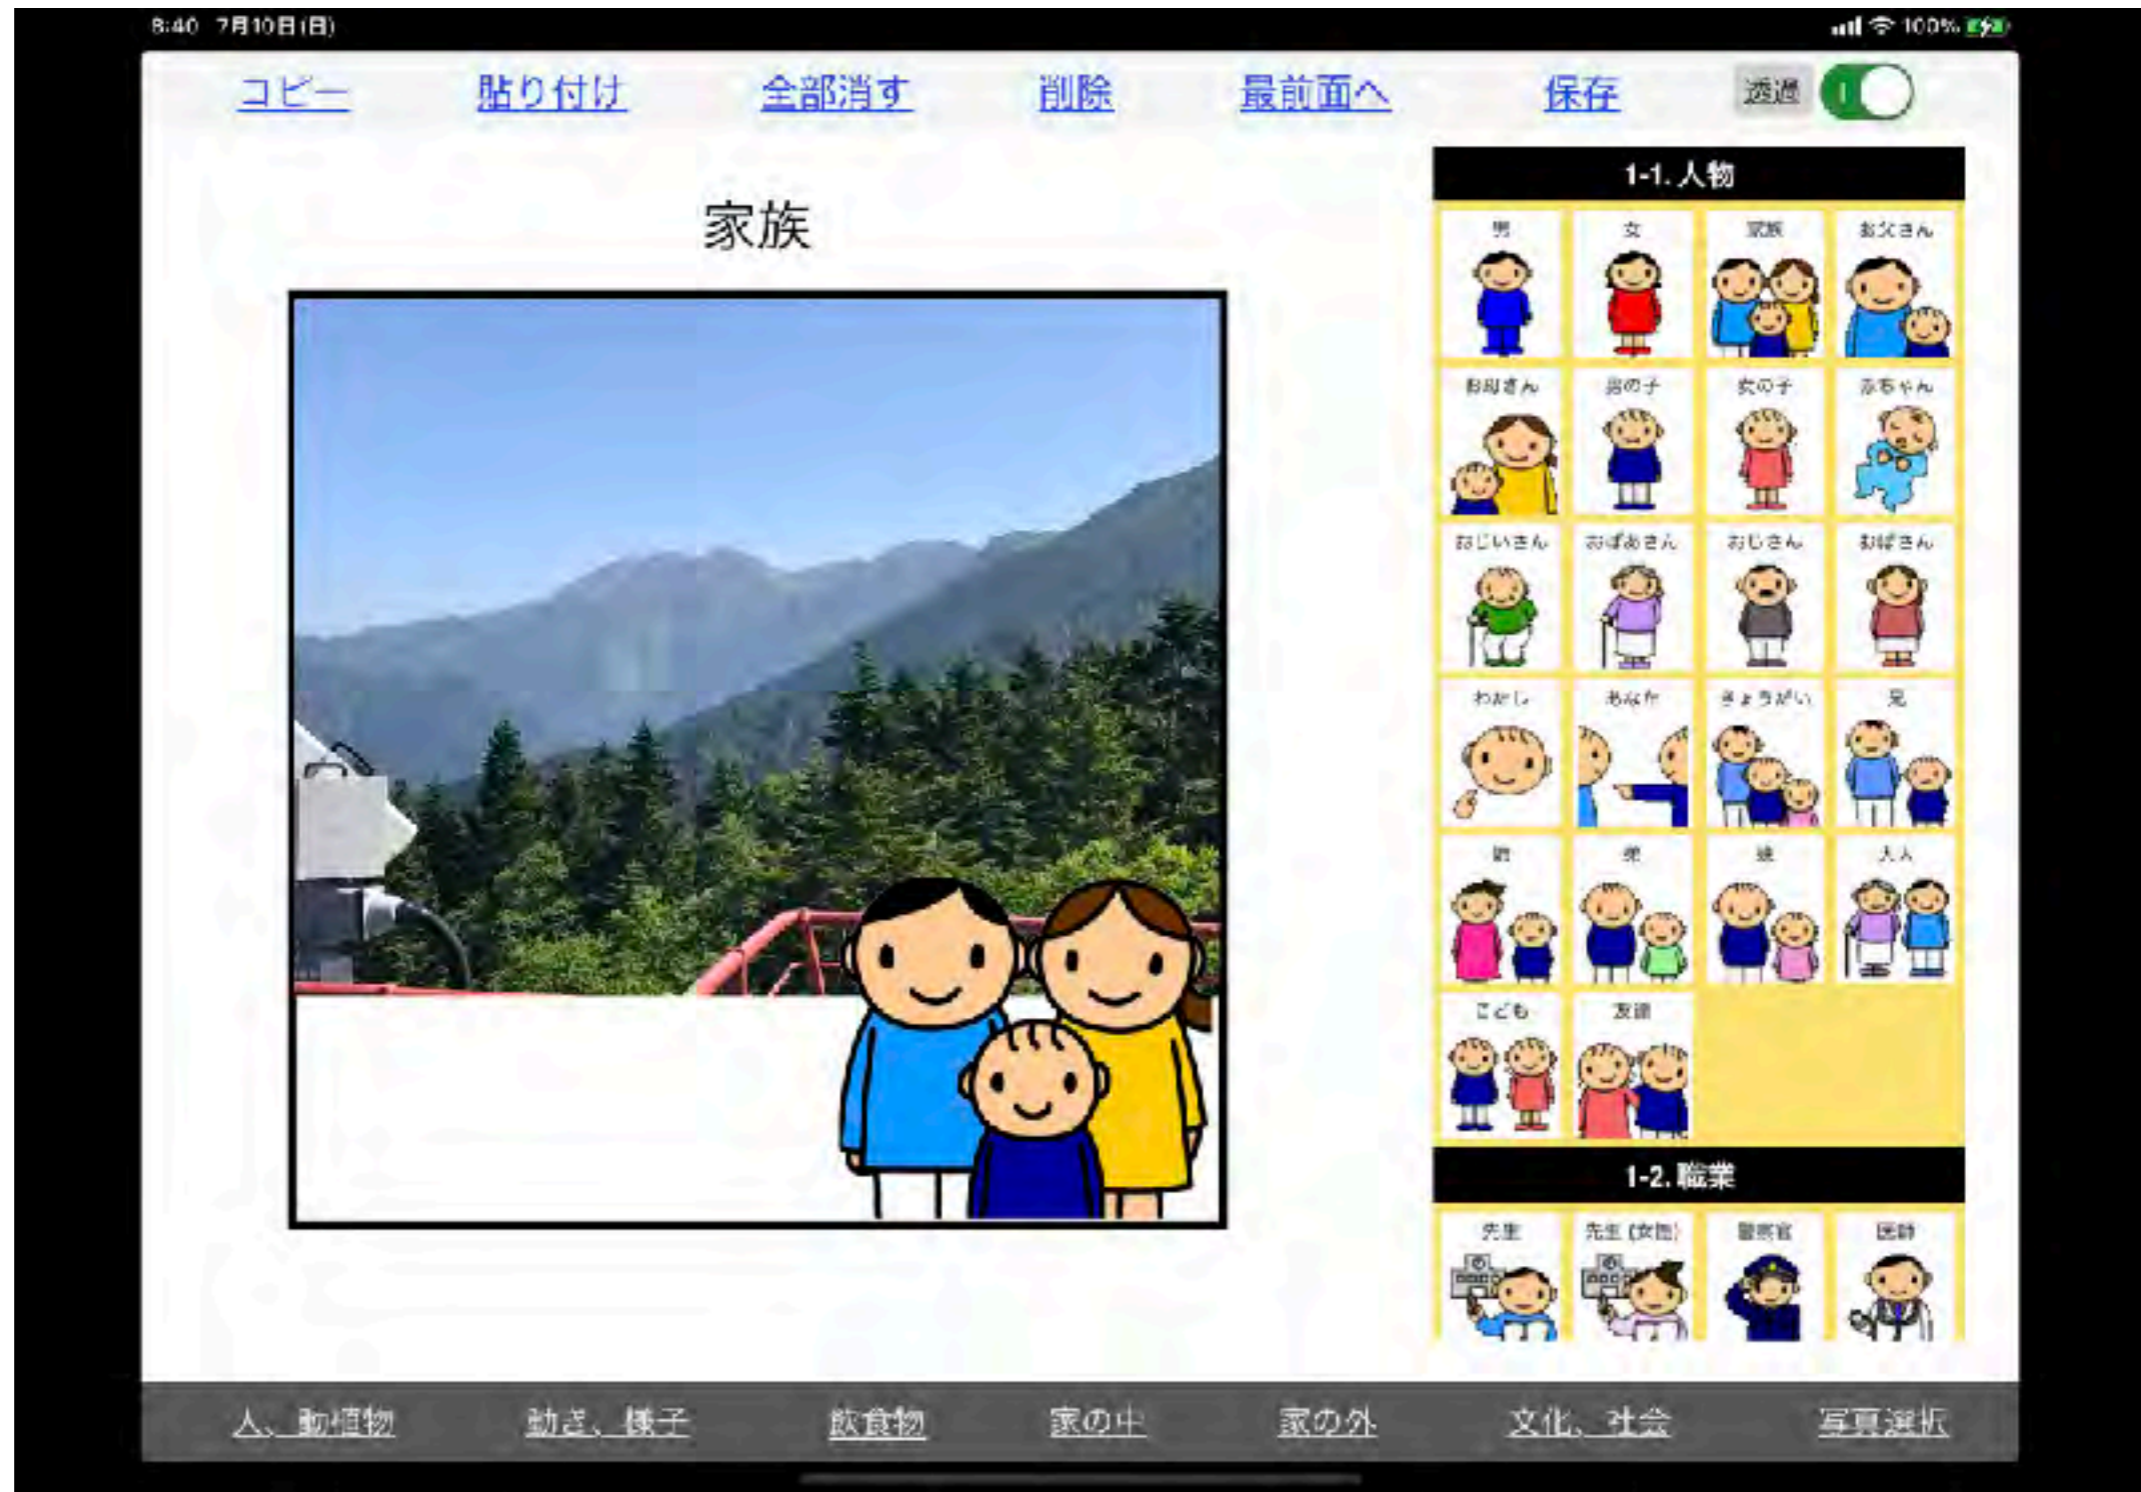 8:40 7月10日(日)
100%
コピー 貼り付け 全部消す 削除 最前面へ 保存 透過
家族
1-1. 人物
男 女 家族 お父さん
お母さん 男の子 女の子 赤ちゃん
おじいさん おばあさん おじさん おばさん
わたし あなた きょうだい 兄
姉 弟 妹 大人
こども 友達
1-2. 職業
先生 先生 (女性) 警察官 医師
人、動植物 動き、様子 飲食物 家の中 家の外 文化、社会 写真選択